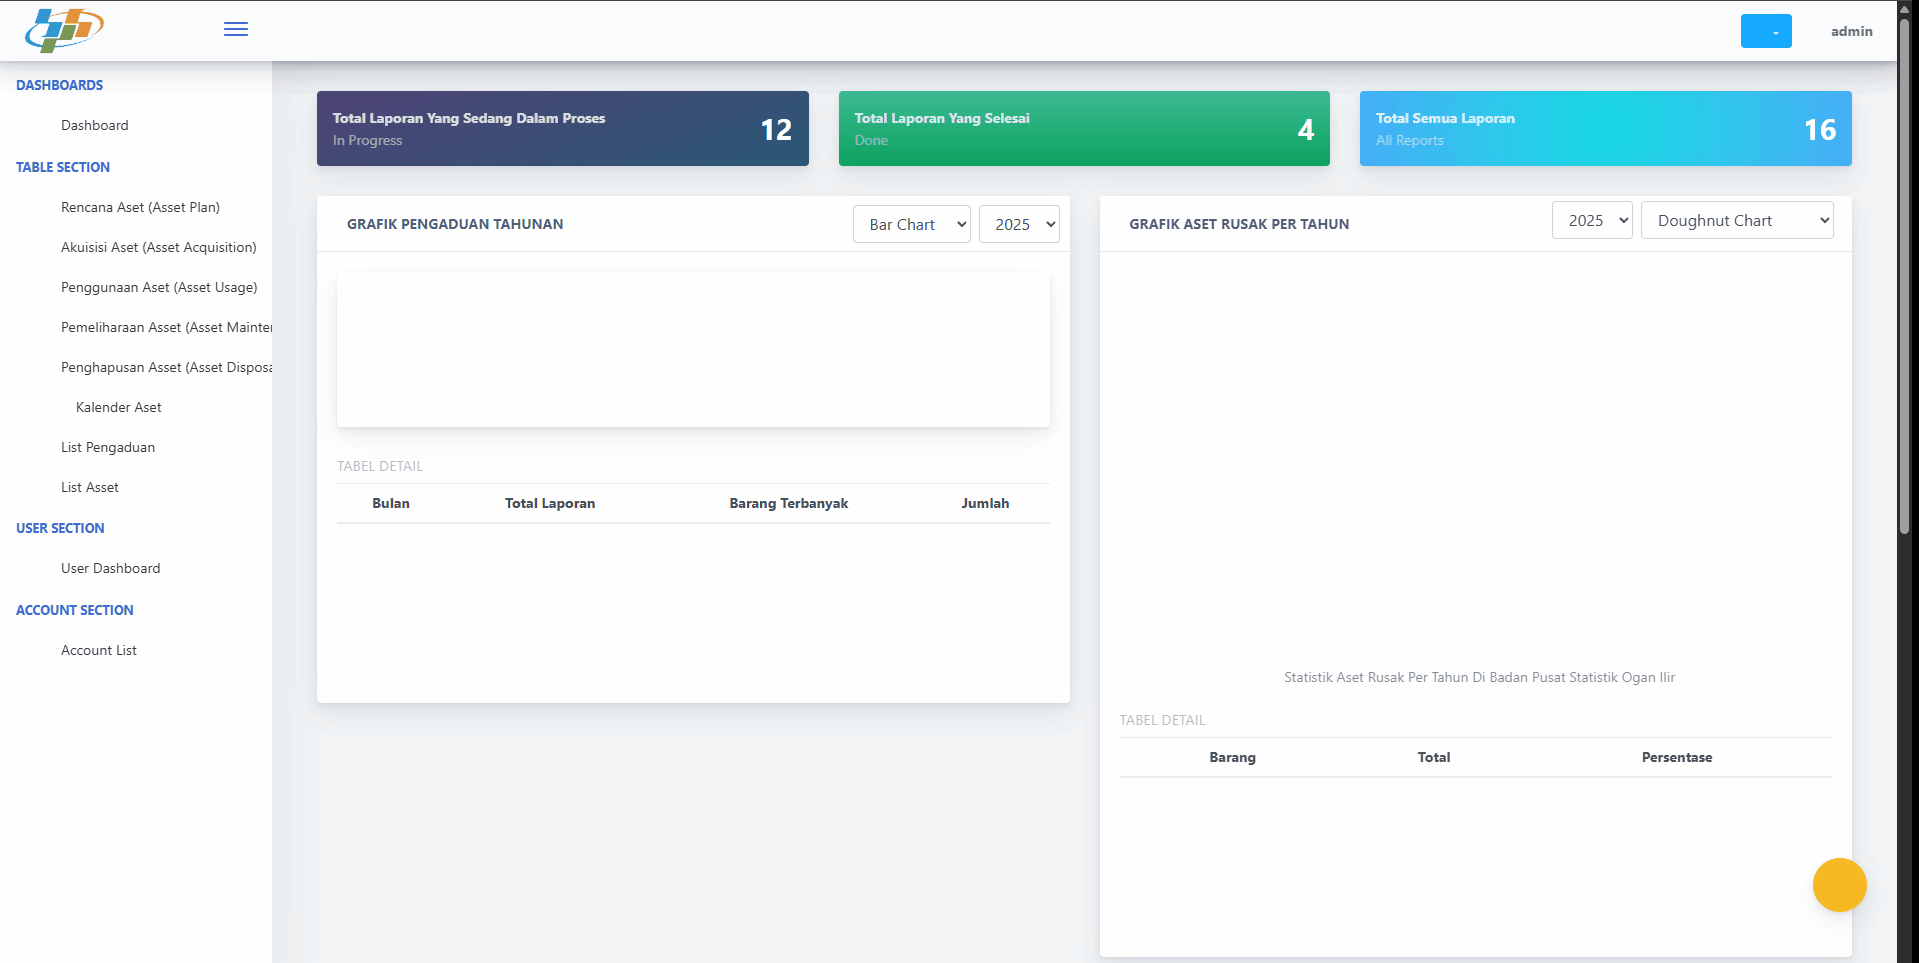 admin
DASHBOARDS
Dashboard
TABLE SECTION
Rencana Aset (Asset Plan)
Akuisisi Aset (Asset Acquisition)
Penggunaan Aset (Asset Usage)
Pemeliharaan Asset (Asset Mainter
Penghapusan Asset (Asset Disposa
Kalender Aset
List Pengaduan
List Asset
USER SECTION
User Dashboard
ACCOUNT SECTION
Account List
Total Laporan Yang Sedang Dalam Proses
In Progress
12
Total Laporan Yang Selesai
Done
4
Total Semua Laporan
All Reports
16
GRAFIK PENGADUAN TAHUNAN
Bar Chart
2025
TABEL DETAIL
Bulan Total Laporan Barang Terbanyak Jumlah
GRAFIK ASET RUSAK PER TAHUN
2025
Doughnut Chart
Statistik Aset Rusak Per Tahun Di Badan Pusat Statistik Ogan Ilir
TABEL DETAIL
Barang Total Persentase